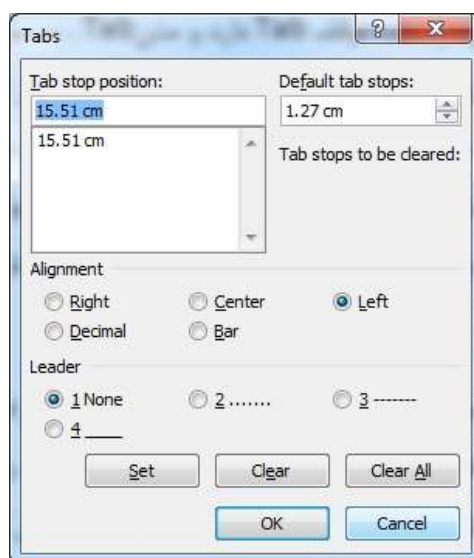 Tabs
Tab stop position:
Default tab stops:
15.51 cm
1.27 cm
15.51 cm
Tab stops to be cleared:
Alignment
Right Center Left
Decimal Bar
Leader
1 None 2 ....... 3 -------
4 ____
Set Clear Clear All
OK Cancel